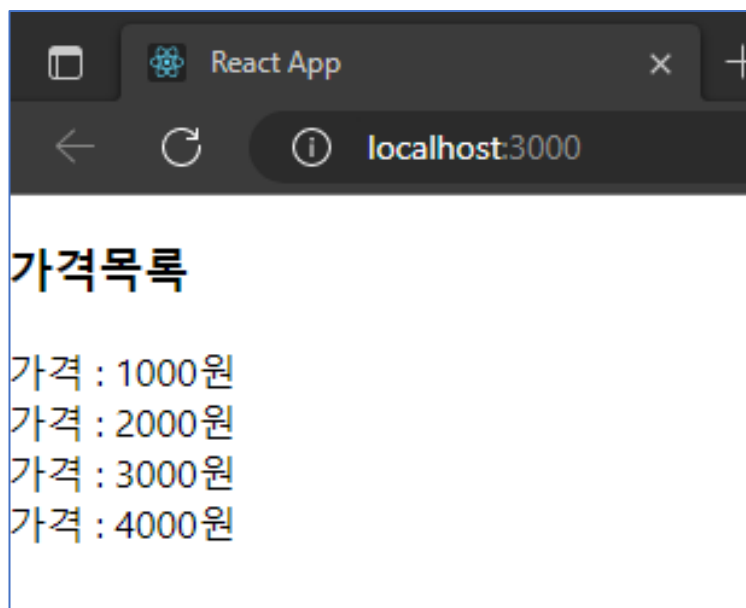 React App
localhost:3000
가격목록
가격 : 1000원
가격 : 2000원
가격 : 3000원
가격 : 4000원